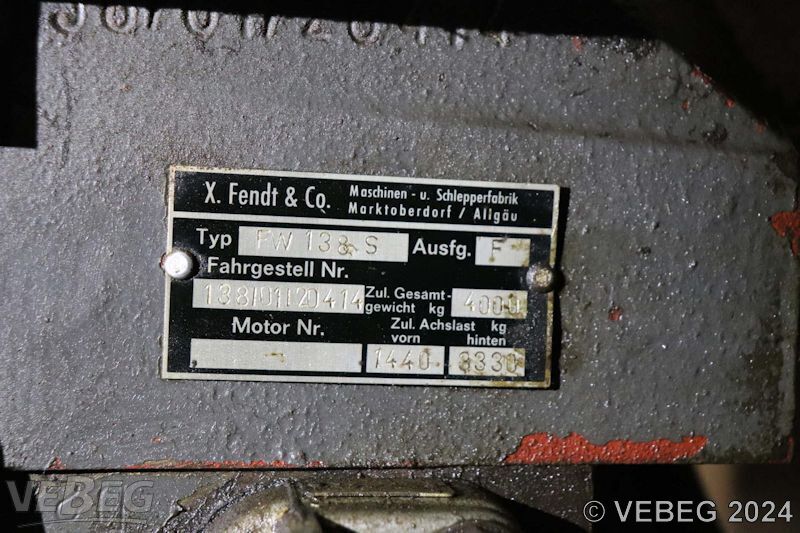 X. Fendt & Co. Maschinen - u. Schlepperfabrik
Marktoberdorf / Allgäu
Typ FW 138 S Ausfg. F
Fahrgestell Nr.
138/01/20414 Zul. Gesamt-
gewicht kg 4000
Motor Nr. Zul. Achslast kg
vorn hinten
1440 3330
VEBEG
© VEBEG 2024